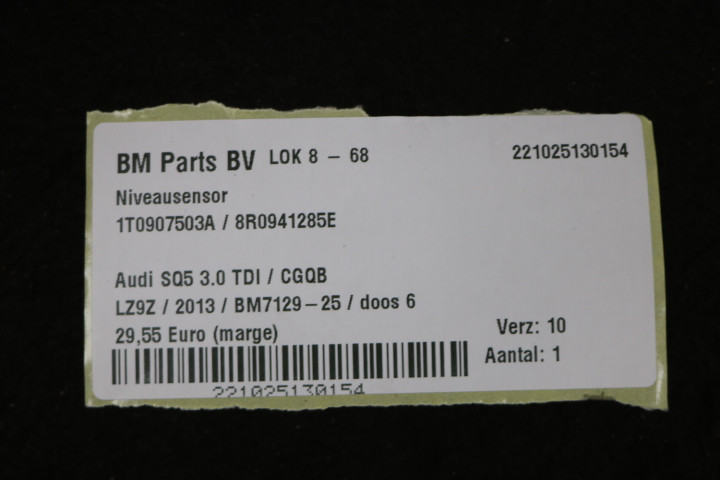 BM Parts BV LOK 8 – 68 221025130154
Niveausensor
1T0907503A / 8R0941285E
Audi SQ5 3.0 TDI / CGQB
LZ9Z / 2013 / BM7129–25 / doos 6
29,55 Euro (marge) Verz: 10
Aantal: 1
221025130154